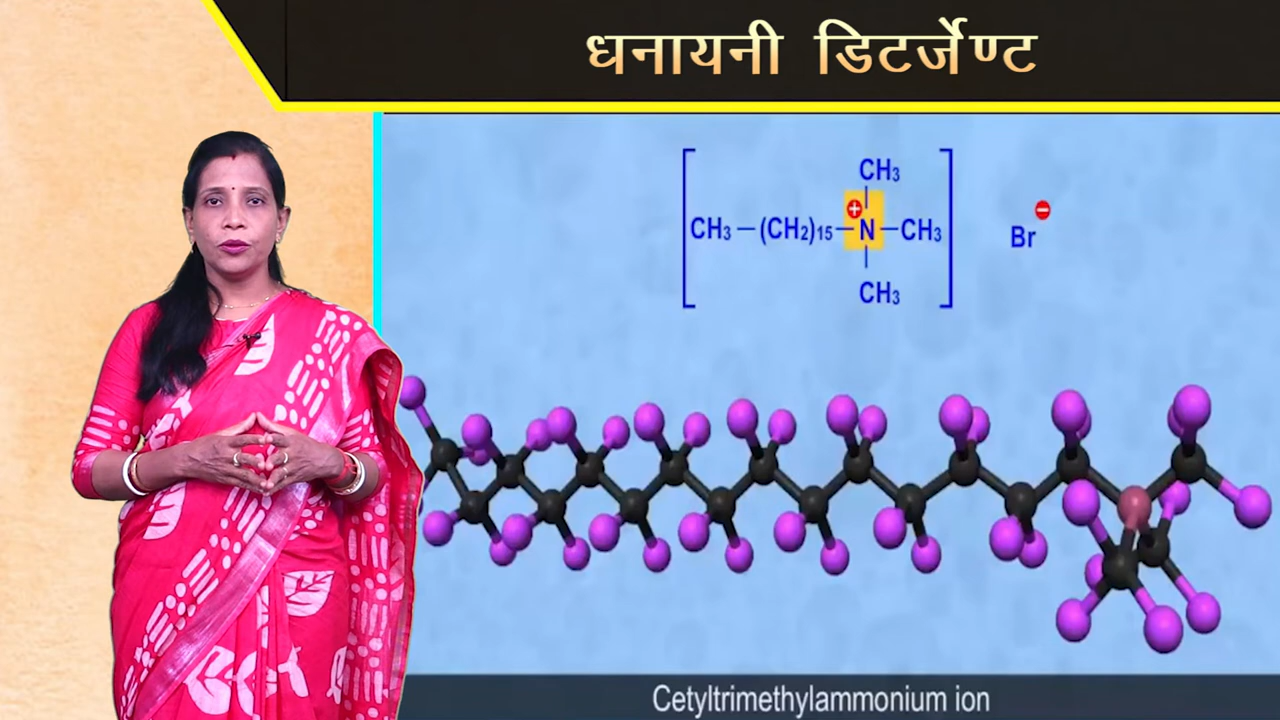 धनायनी डिटर्जेण्ट
CH₃
⊕
CH₃—(CH₂)₁₅—N—CH₃
CH₃
Br⊖
Cetyltrimethylammonium ion